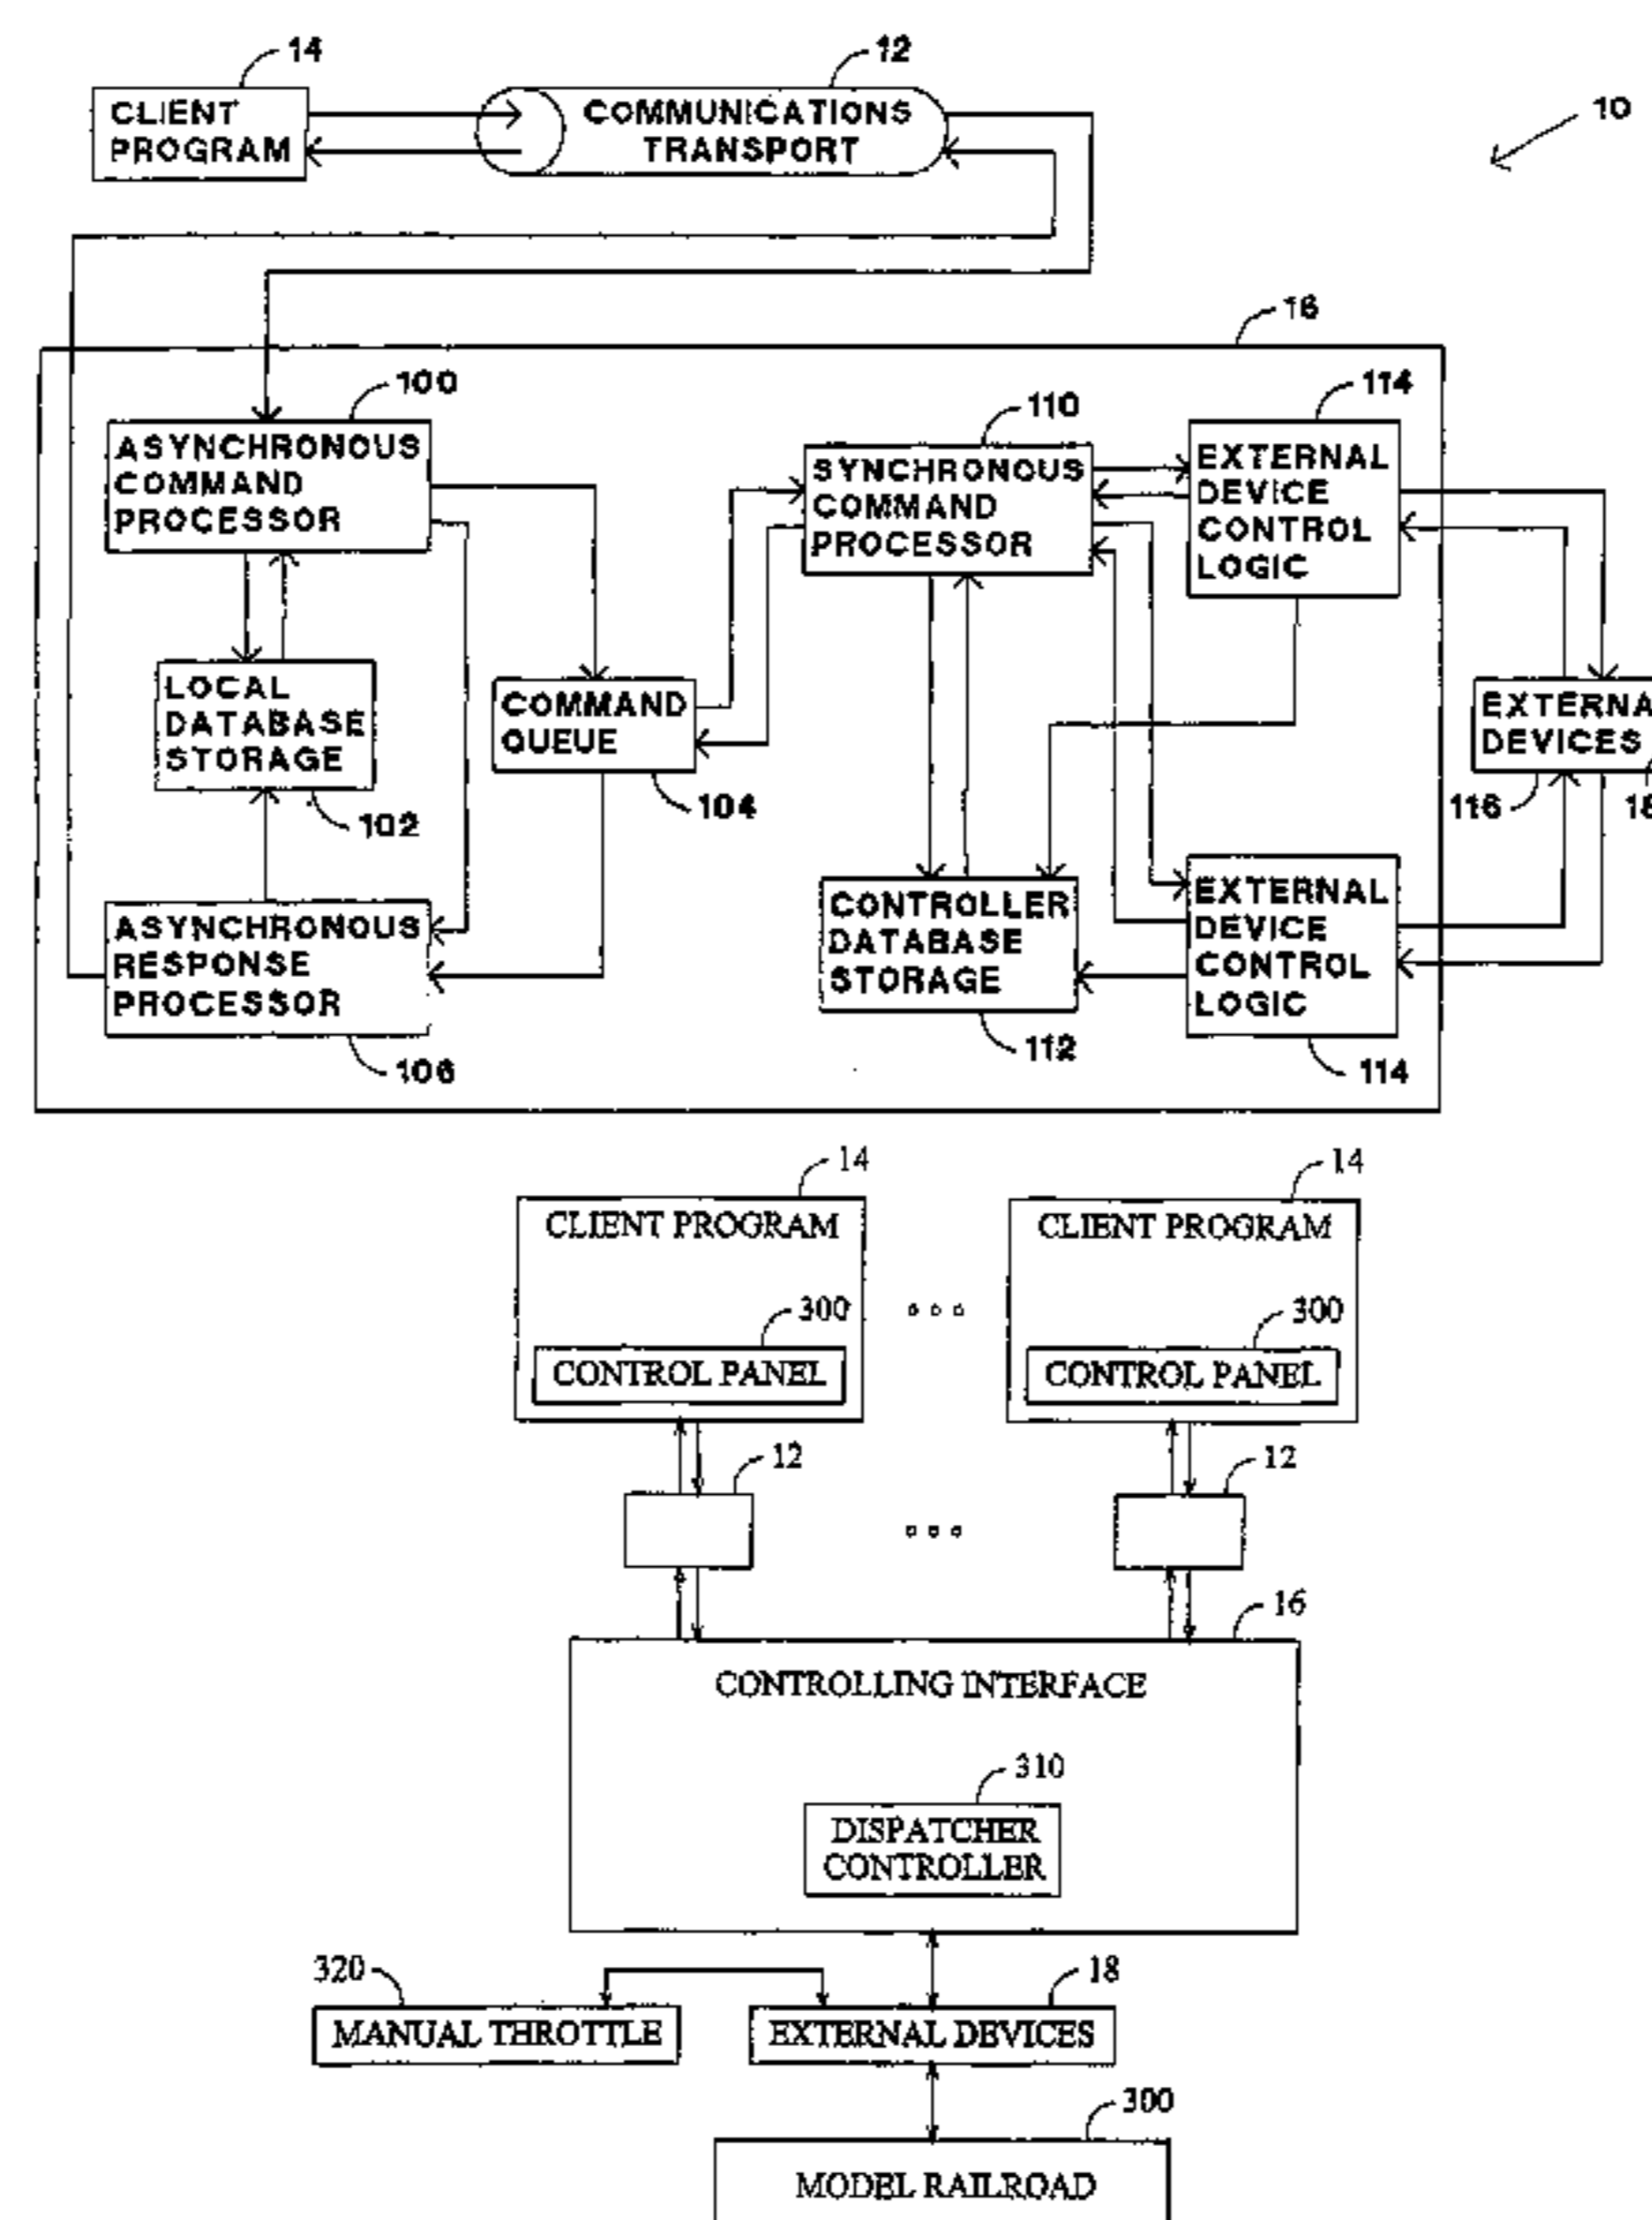 14
12
10
CLIENT
PROGRAM
COMMUNICATIONS
TRANSPORT
16
100
110
114
ASYNCHRONOUS
COMMAND
PROCESSOR
SYNCHRONOUS
COMMAND
PROCESSOR
EXTERNAL
DEVICE
CONTROL
LOGIC
LOCAL
DATABASE
STORAGE
COMMAND
QUEUE
EXTERNA
DEVICES
102
104
116
18
ASYNCHRONOUS
RESPONSE
PROCESSOR
CONTROLLER
DATABASE
STORAGE
EXTERNAL
DEVICE
CONTROL
LOGIC
106
112
114
14
14
CLIENT PROGRAM
CLIENT PROGRAM
300
300
CONTROL PANEL
CONTROL PANEL
12
12
16
CONTROLLING INTERFACE
310
DISPATCHER
CONTROLLER
320
18
MANUAL THROTTLE
EXTERNAL DEVICES
300
MODEL RAILROAD